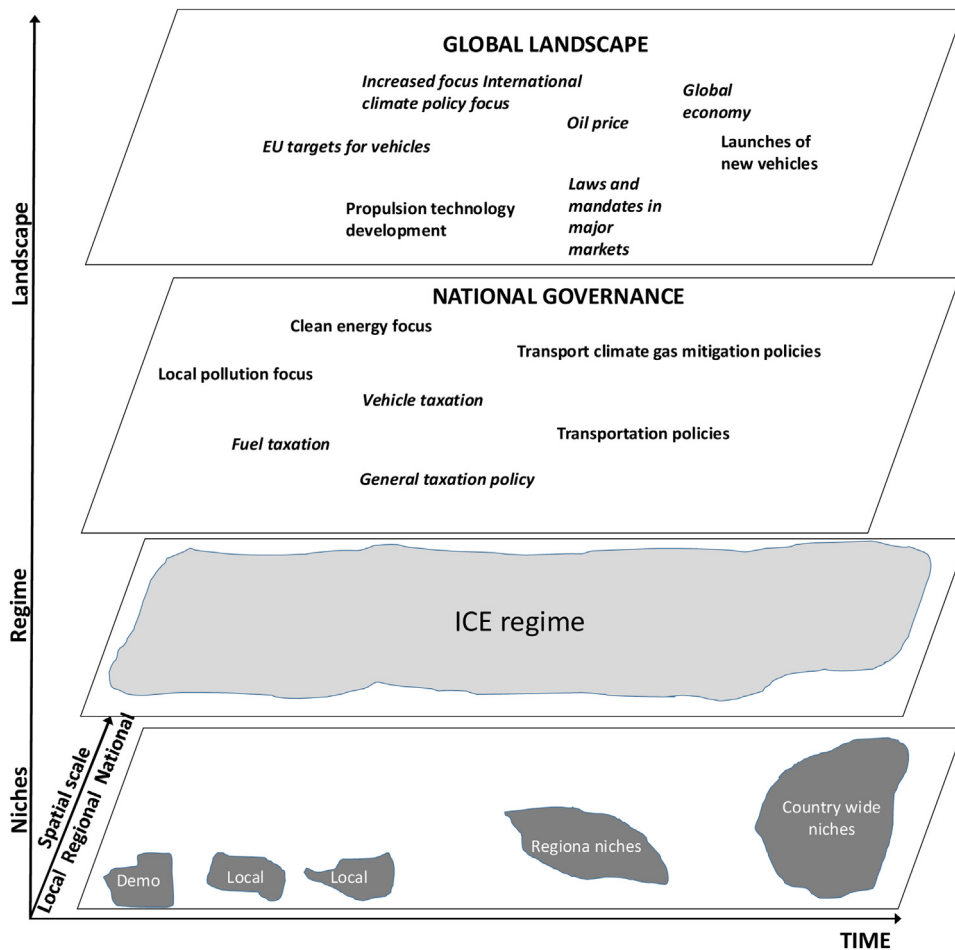 GLOBAL LANDSCAPE
Increased focus International
climate policy focus
Global
economy
Oil price
EU targets for vehicles
Launches of
new vehicles
Laws and
mandates in
major
markets
Propulsion technology
development
Landscape
NATIONAL GOVERNANCE
Clean energy focus
Transport climate gas mitigation policies
Local pollution focus
Vehicle taxation
Transportation policies
Fuel taxation
General taxation policy
Regime
ICE regime
Niches
Spatial scale
Local Regional National
Country wide
niches
Regiona niches
Demo
Local
Local
TIME